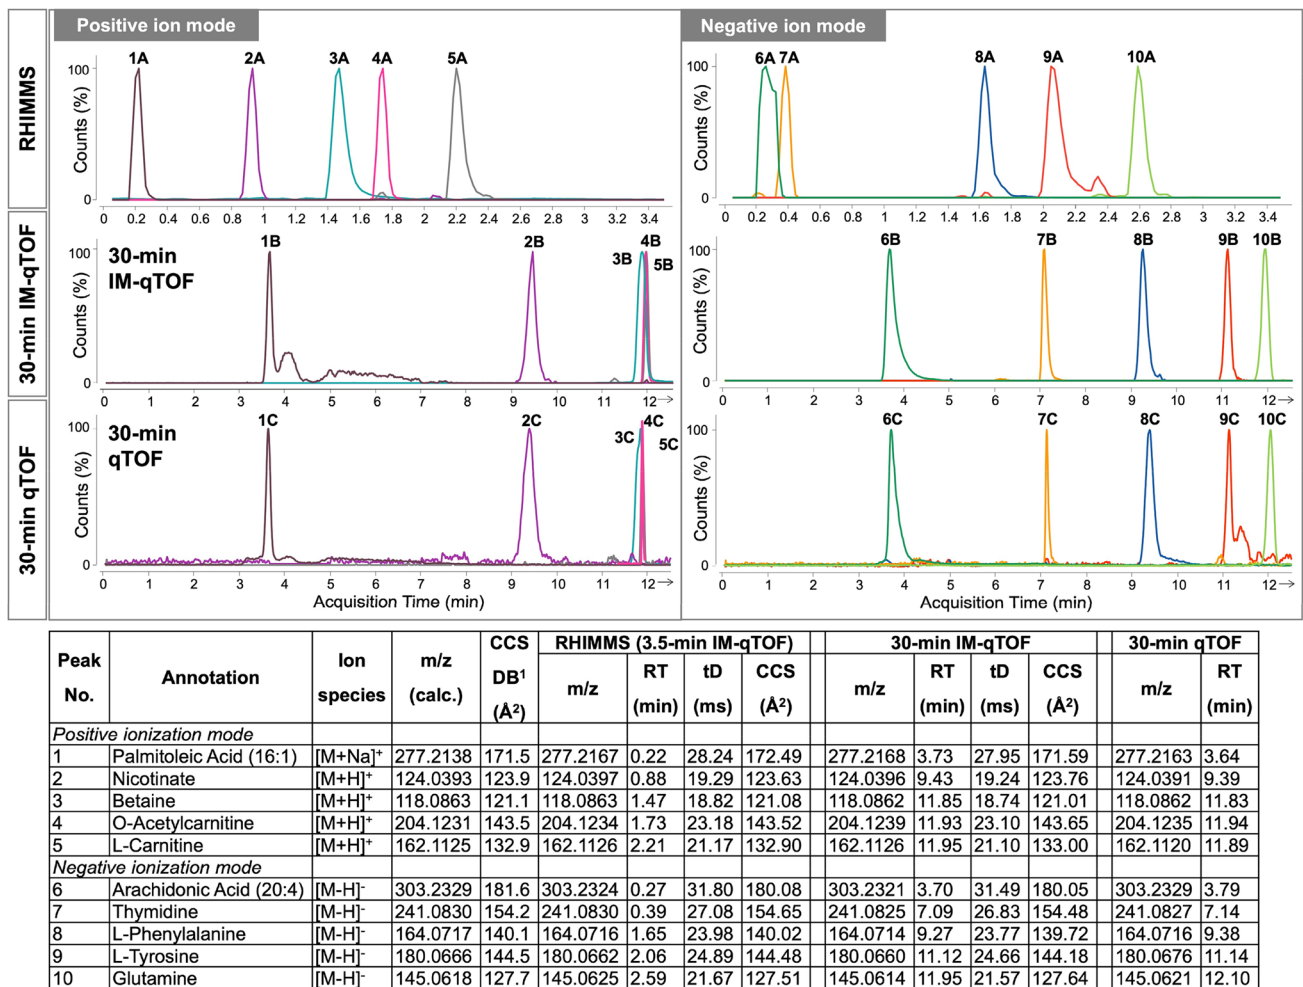 Positive ion mode
Negative ion mode
RHIMMS
Counts (%)
100
0
1A 2A 3A 4A 5A
0 0.2 0.4 0.6 0.8 1 1.2 1.4 1.6 1.8 2 2.2 2.4 2.6 2.8 3 3.2 3.4
Counts (%)
100
0
6A 7A 8A 9A 10A
0 0.2 0.4 0.6 0.8 1 1.2 1.4 1.6 1.8 2 2.2 2.4 2.6 2.8 3 3.2 3.4
30-min IM-qTOF
30-min
IM-qTOF
Counts (%)
100
0
1B 2B 3B 4B 5B
0 1 2 3 4 5 6 7 8 9 10 11 12→
Counts (%)
100
0
6B 7B 8B 9B 10B
0 1 2 3 4 5 6 7 8 9 10 11 12→
30-min qTOF
30-min
qTOF
Counts (%)
100
0
1C 2C 3C 4C 5C
0 1 2 3 4 5 6 7 8 9 10 11 12→
Acquisition Time (min)
Counts (%)
100
0
6C 7C 8C 9C 10C
0 1 2 3 4 5 6 7 8 9 10 11 12→
Acquisition Time (min)
Peak No. Annotation Ion species m/z (calc.) CCS DB¹ (Å²) RHIMMS (3.5-min IM-qTOF) 30-min IM-qTOF 30-min qTOF
m/z RT (min) tD (ms) CCS (Å²) m/z RT (min) tD (ms) CCS (Å²) m/z RT (min)
Positive ionization mode
1 Palmitoleic Acid (16:1) [M+Na]⁺ 277.2138 171.5 277.2167 0.22 28.24 172.49 277.2168 3.73 27.95 171.59 277.2163 3.64
2 Nicotinate [M+H]⁺ 124.0393 123.9 124.0397 0.88 19.29 123.63 124.0396 9.43 19.24 123.76 124.0391 9.39
3 Betaine [M+H]⁺ 118.0863 121.1 118.0863 1.47 18.82 121.08 118.0862 11.85 18.74 121.01 118.0862 11.83
4 O-Acetylcarnitine [M+H]⁺ 204.1231 143.5 204.1234 1.73 23.18 143.52 204.1239 11.93 23.10 143.65 204.1235 11.94
5 L-Carnitine [M+H]⁺ 162.1125 132.9 162.1126 2.21 21.17 132.90 162.1126 11.95 21.10 133.00 162.1120 11.89
Negative ionization mode
6 Arachidonic Acid (20:4) [M-H]⁻ 303.2329 181.6 303.2324 0.27 31.80 180.08 303.2321 3.70 31.49 180.05 303.2329 3.79
7 Thymidine [M-H]⁻ 241.0830 154.2 241.0830 0.39 27.08 154.65 241.0825 7.09 26.83 154.48 241.0827 7.14
8 L-Phenylalanine [M-H]⁻ 164.0717 140.1 164.0716 1.65 23.98 140.02 164.0714 9.27 23.77 139.72 164.0716 9.38
9 L-Tyrosine [M-H]⁻ 180.0666 144.5 180.0662 2.06 24.89 144.48 180.0660 11.12 24.66 144.18 180.0676 11.14
10 Glutamine [M-H]⁻ 145.0618 127.7 145.0625 2.59 21.67 127.51 145.0614 11.95 21.57 127.64 145.0621 12.10